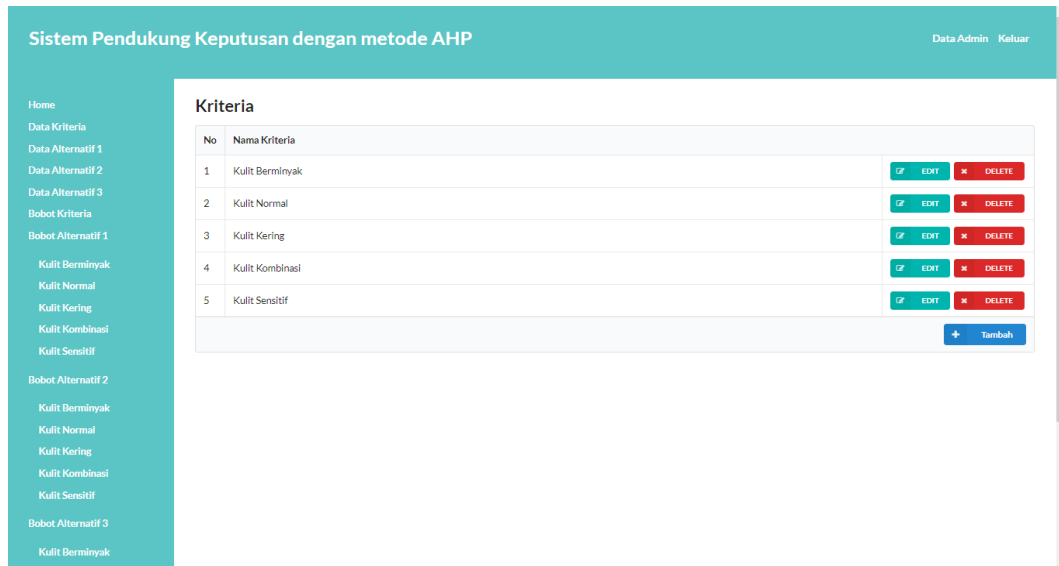 Sistem Pendukung Keputusan dengan metode AHP
Data Admin Keluar
Home
Data Kriteria
Data Alternatif 1
Data Alternatif 2
Data Alternatif 3
Bobot Kriteria
Bobot Alternatif 1
Kulit Berminyak
Kulit Normal
Kulit Kering
Kulit Kombinasi
Kulit Sensitif
Bobot Alternatif 2
Kulit Berminyak
Kulit Normal
Kulit Kering
Kulit Kombinasi
Kulit Sensitif
Bobot Alternatif 3
Kulit Berminyak
Kriteria
No Nama Kriteria
1 Kulit Berminyak EDIT DELETE
2 Kulit Normal EDIT DELETE
3 Kulit Kering EDIT DELETE
4 Kulit Kombinasi EDIT DELETE
5 Kulit Sensitif EDIT DELETE
Tambah